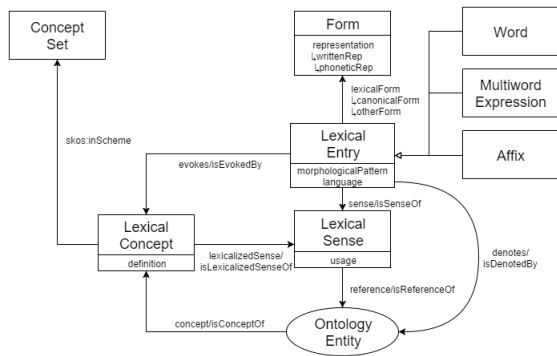 Concept
Set
Form
representation
↳writtenRep
↳phoneticRep
Word
Multiword
Expression
Affix
lexicalForm
↳canonicalForm
↳otherForm
skos:inScheme
evokes/isEvokedBy
Lexical
Entry
morphologicalPattern
language
sense/isSenseOf
Lexical
Concept
definition
lexicalizedSense/
isLexicalizedSenseOf
Lexical
Sense
usage
denotes/
isDenotedBy
reference/isReferenceOf
concept/isConceptOf
Ontology
Entity